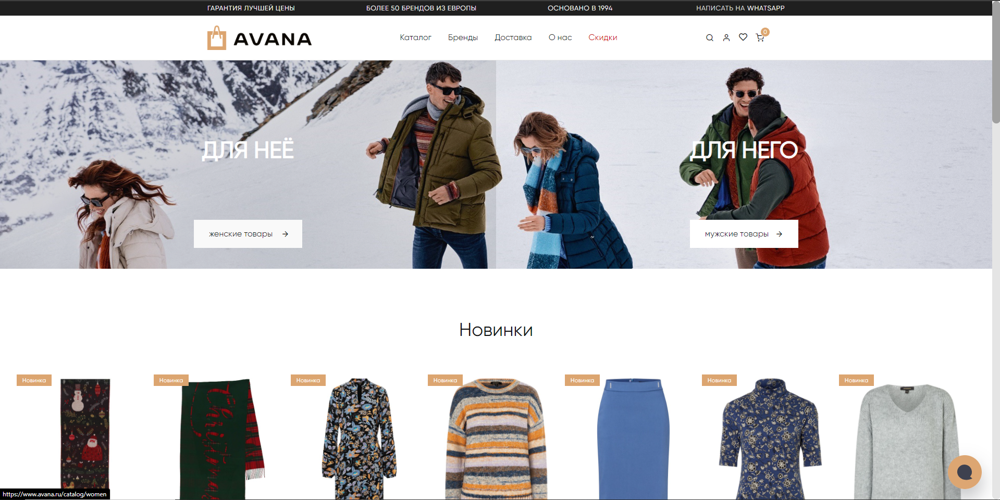 ГАРАНТИЯ ЛУЧШЕЙ ЦЕНЫ
БОЛЕЕ 50 БРЕНДОВ ИЗ ЕВРОПЫ
ОСНОВАНО В 1994
НАПИСАТЬ НА WHATSAPP
AVANA
Каталог
Бренды
Доставка
О нас
Скидки
0
ДЛЯ НЕЁ
ДЛЯ НЕГО
женские товары
мужские товары
Новинки
Новинка
Новинка
Новинка
Новинка
Новинка
Новинка
Новинка
https://www.avana.ru/catalog/women